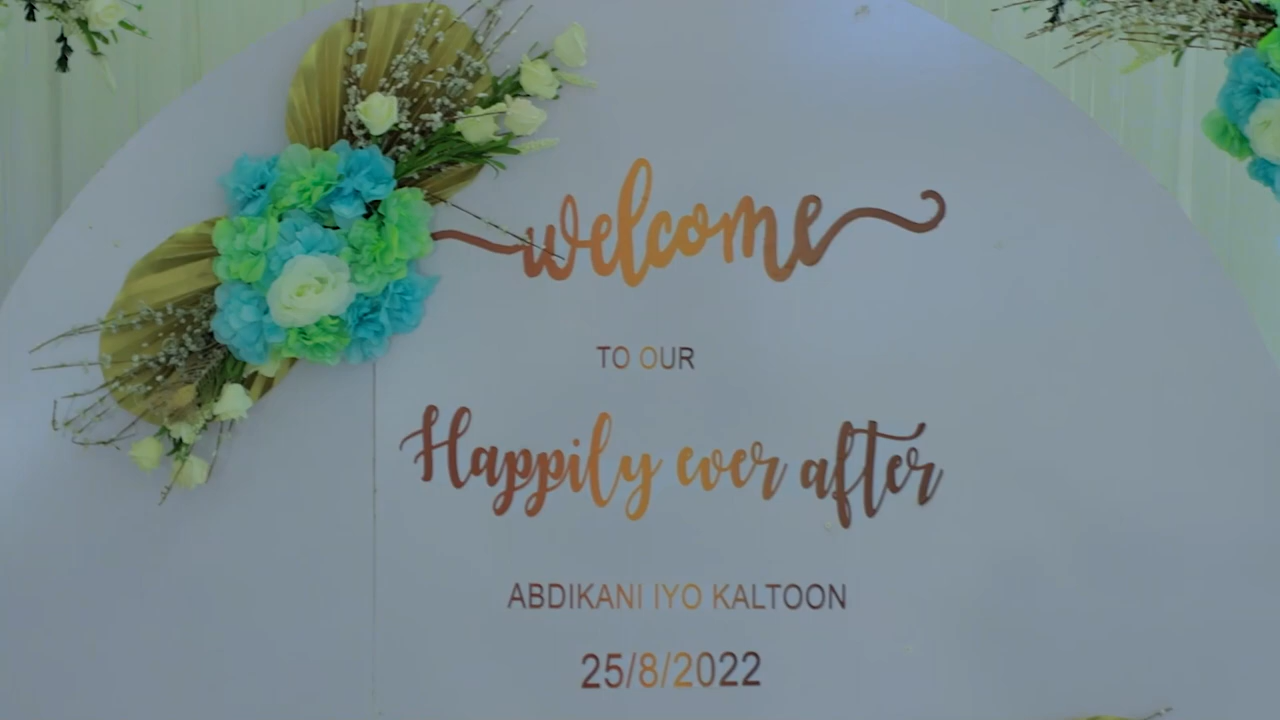 welcome
TO OUR
Happily ever after
ABDIKANI IYO KALTOON
25/8/2022